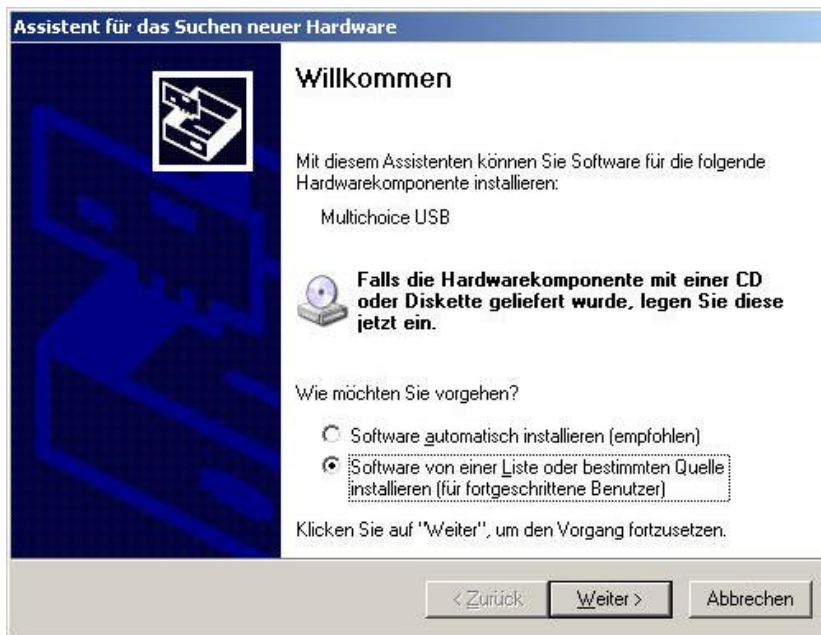 Assistent für das Suchen neuer Hardware
Willkommen
Mit diesem Assistenten können Sie Software für die folgende
Hardwarekomponente installieren:
Multichoice USB
Falls die Hardwarekomponente mit einer CD
oder Diskette geliefert wurde, legen Sie diese
jetzt ein.
Wie möchten Sie vorgehen?
Software automatisch installieren (empfohlen)
Software von einer Liste oder bestimmten Quelle
installieren (für fortgeschrittene Benutzer)
Klicken Sie auf "Weiter", um den Vorgang fortzusetzen.
< Zurück Weiter > Abbrechen